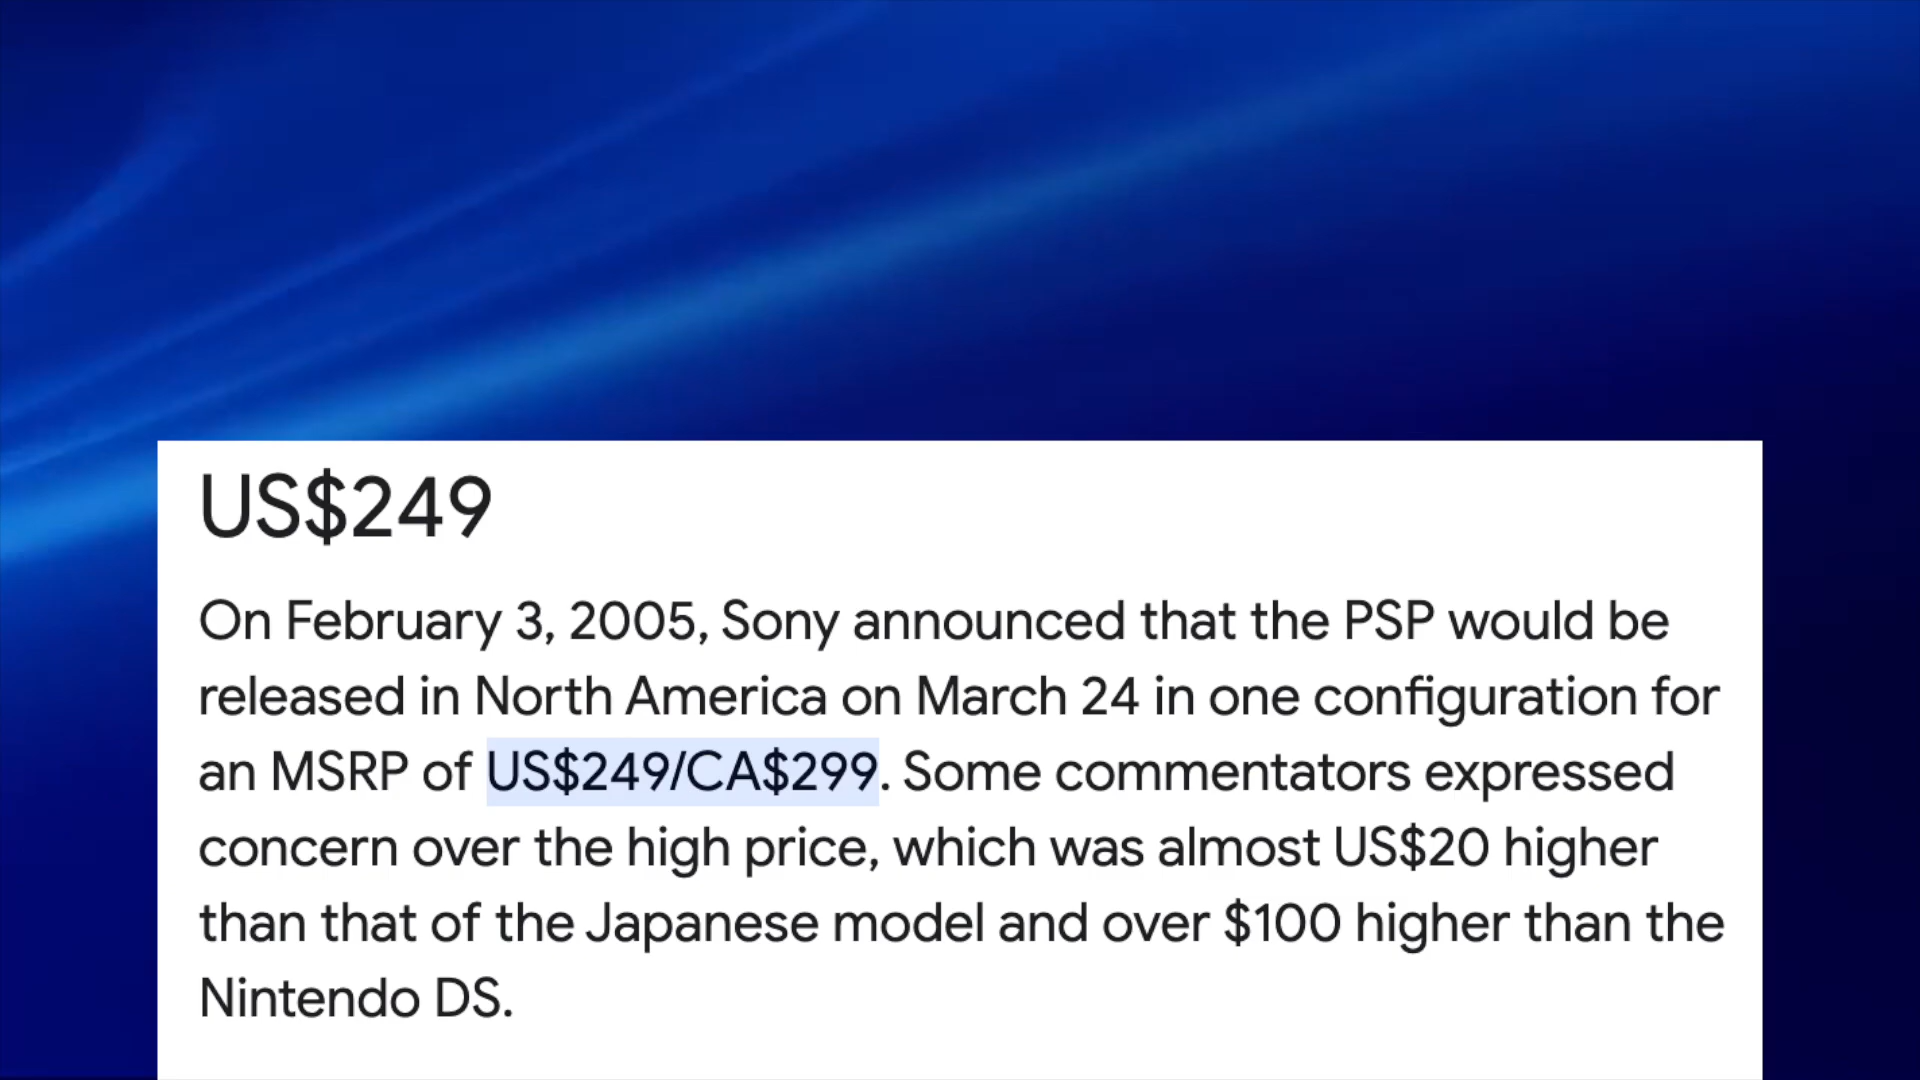 US$249
On February 3, 2005, Sony announced that the PSP would be
released in North America on March 24 in one configuration for
an MSRP of US$249/CA$299. Some commentators expressed
concern over the high price, which was almost US$20 higher
than that of the Japanese model and over $100 higher than the
Nintendo DS.